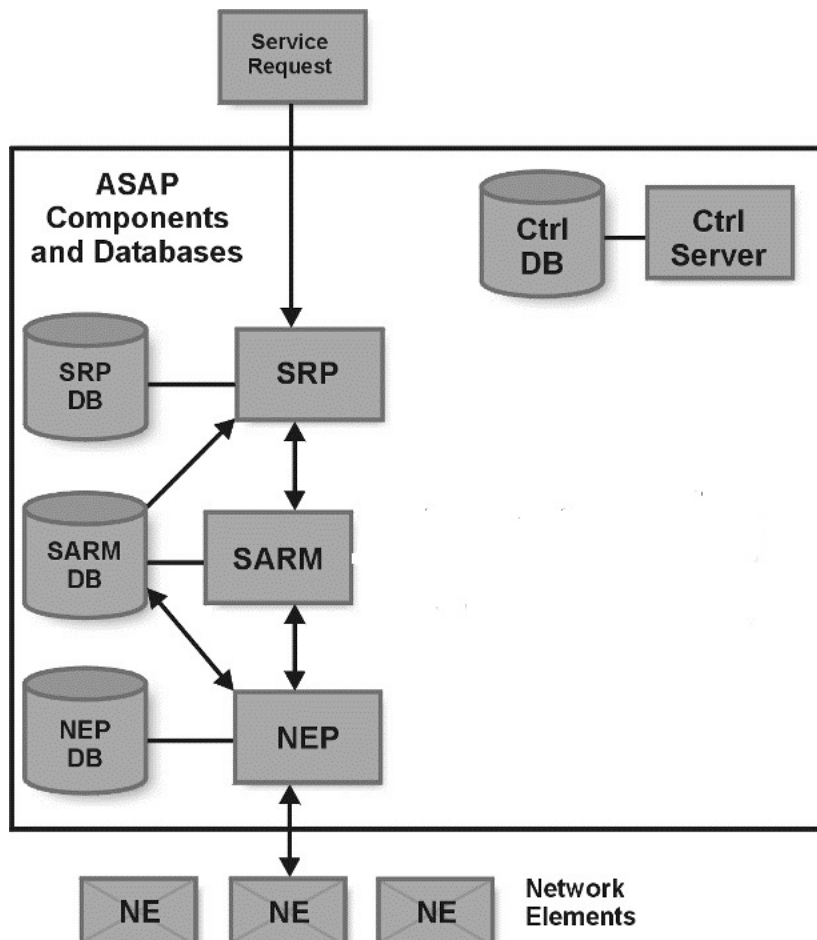 Service
Request
ASAP
Components
and Databases
Ctrl
DB
Ctrl
Server
SRP
DB
SRP
SARM
DB
SARM
NEP
DB
NEP
NE
NE
NE
Network
Elements